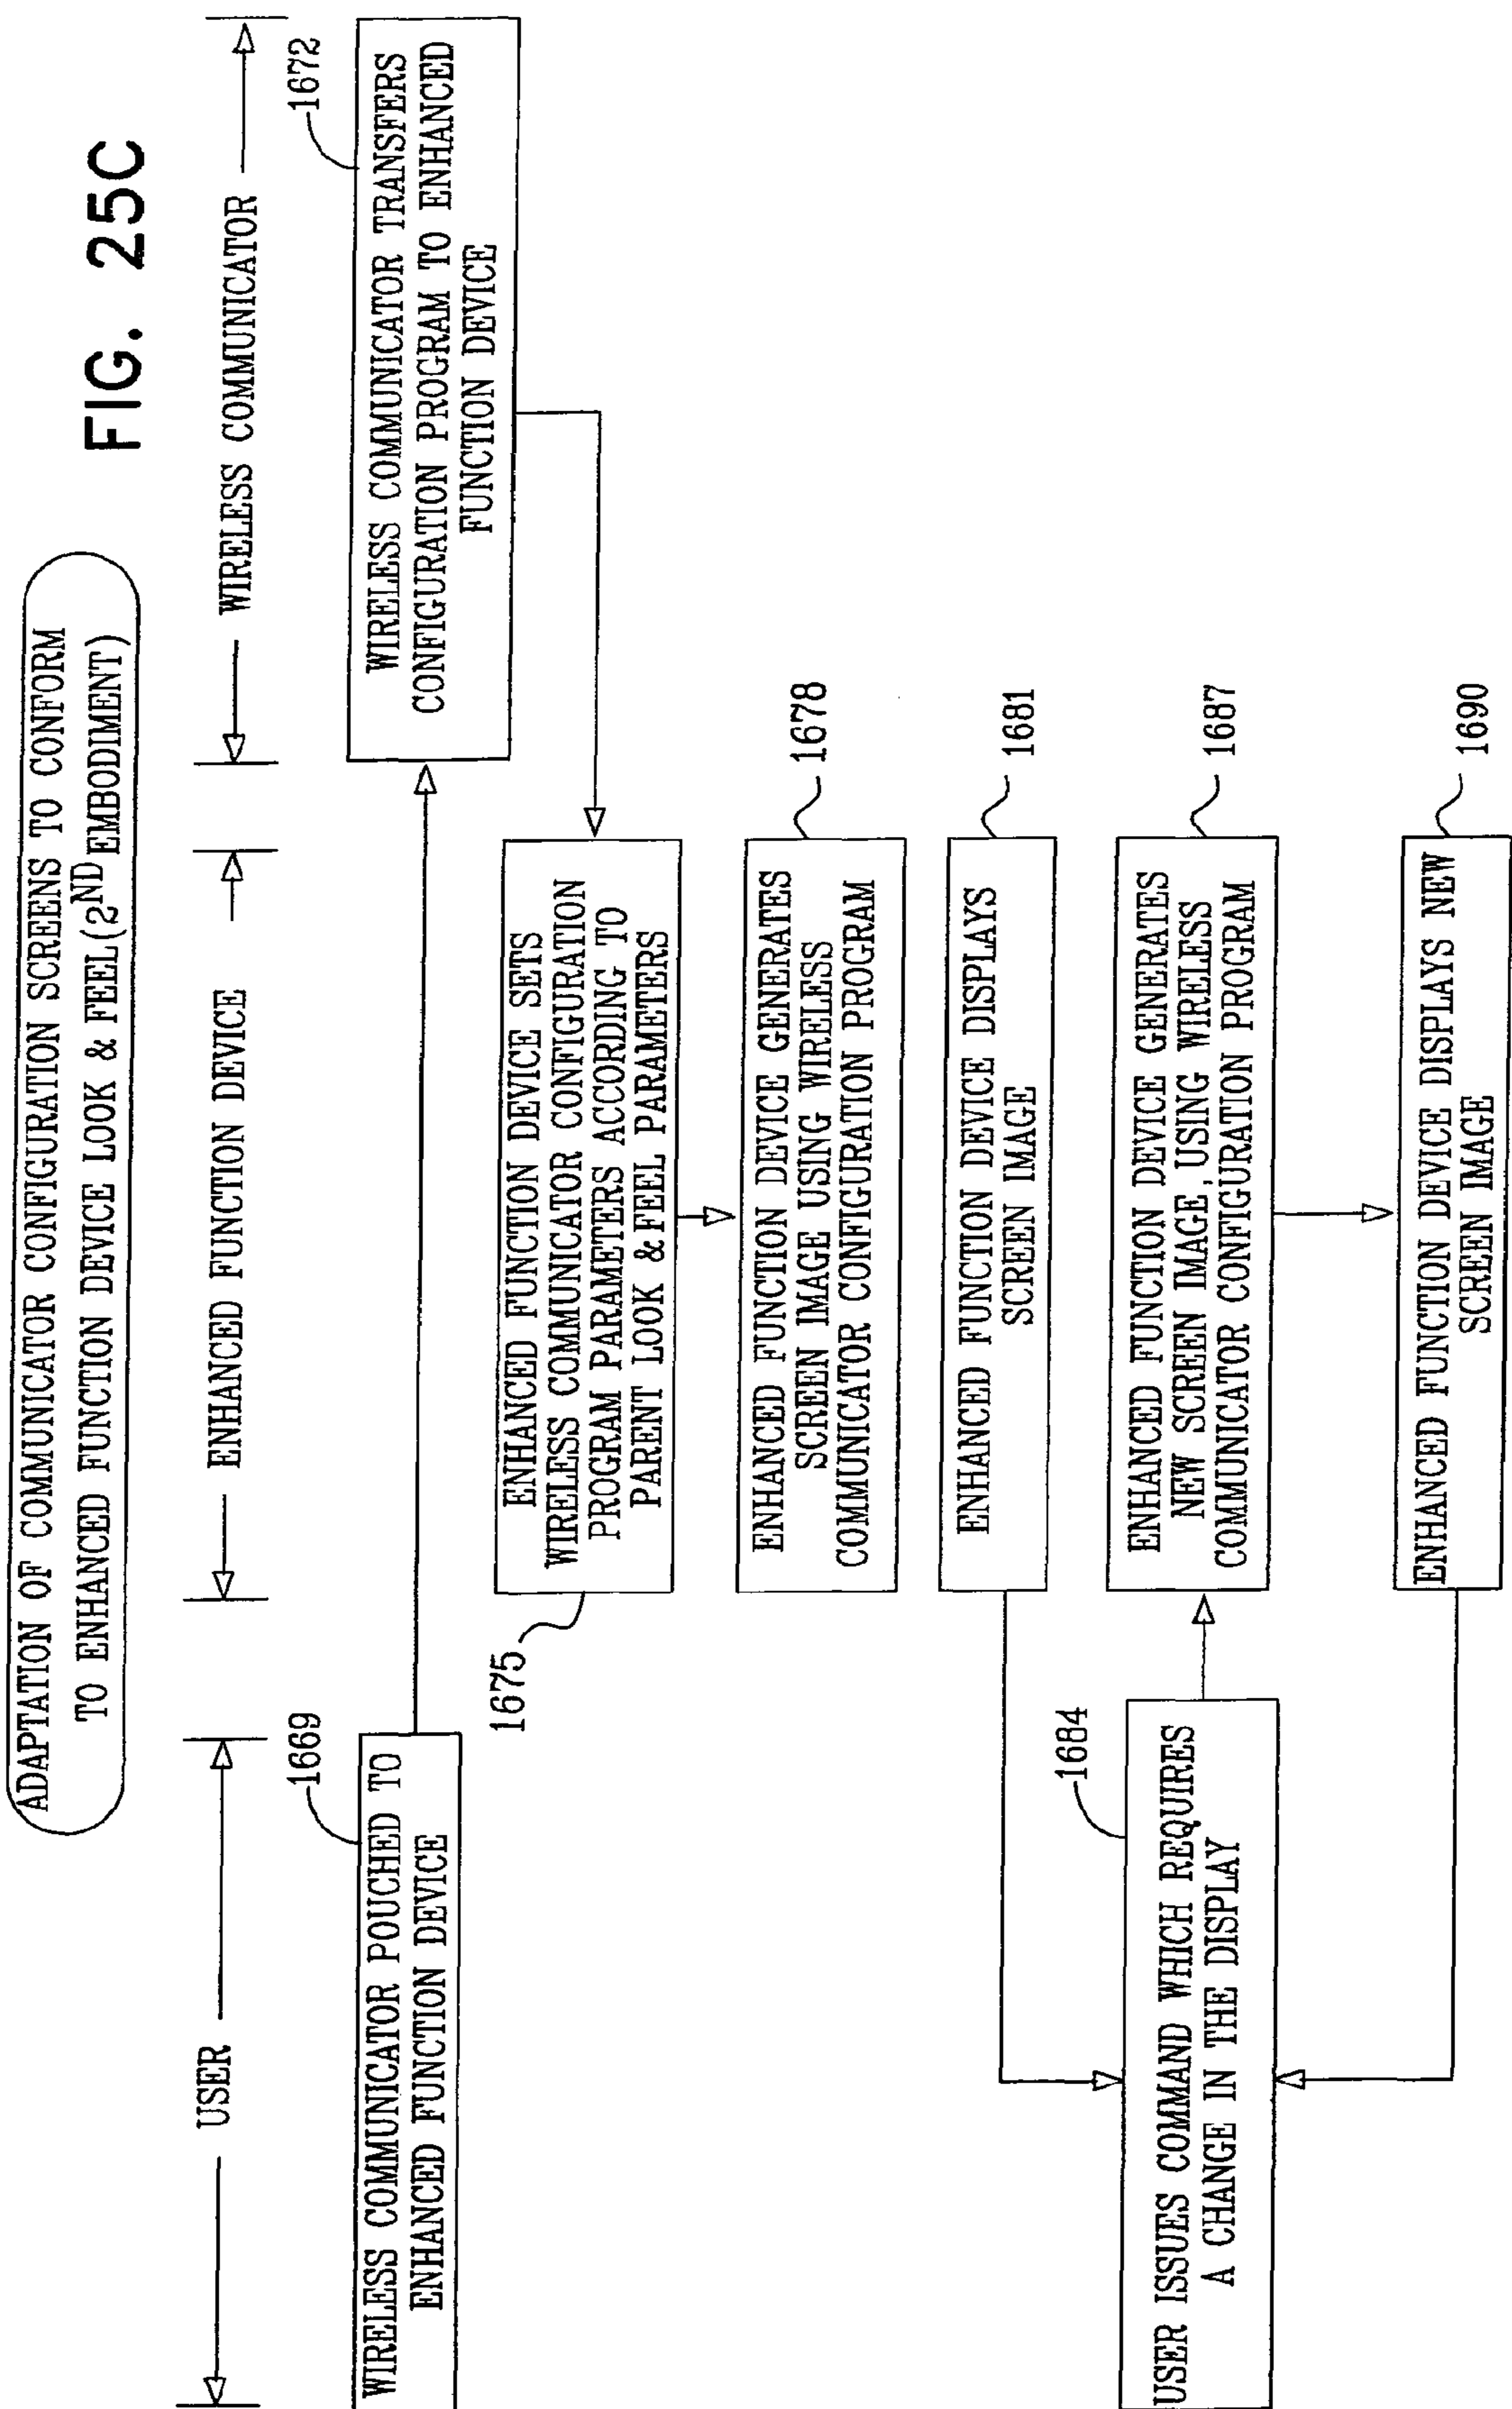 ADAPTATION OF COMMUNICATOR CONFIGURATION SCREENS TO CONFORM
TO ENHANCED FUNCTION DEVICE LOOK & FEEL(2ND EMBODIMENT)
FIG. 25C
USER
ENHANCED FUNCTION DEVICE
WIRELESS COMMUNICATOR
1669
WIRELESS COMMUNICATOR POUCHED TO
ENHANCED FUNCTION DEVICE
1672
WIRELESS COMMUNICATOR TRANSFERS
CONFIGURATION PROGRAM TO ENHANCED
FUNCTION DEVICE
1675
ENHANCED FUNCTION DEVICE SETS
WIRELESS COMMUNICATOR CONFIGURATION
PROGRAM PARAMETERS ACCORDING TO
PARENT LOOK &FEEL PARAMETERS
ENHANCED FUNCTION DEVICE GENERATES
SCREEN IMAGE USING WIRELESS
COMMUNICATOR CONFIGURATION PROGRAM
1678
ENHANCED FUNCTION DEVICE DISPLAYS
SCREEN IMAGE
1681
1684
USER ISSUES COMMAND WHICH REQUIRES
A CHANGE IN THE DISPLAY
ENHANCED FUNCTION DEVICE GENERATES
NEW SCREEN IMAGE,USING WIRELESS
COMMUNICATOR CONFIGURATION PROGRAM
1687
ENHANCED FUNCTION DEVICE DISPLAYS NEW
SCREEN IMAGE
1690